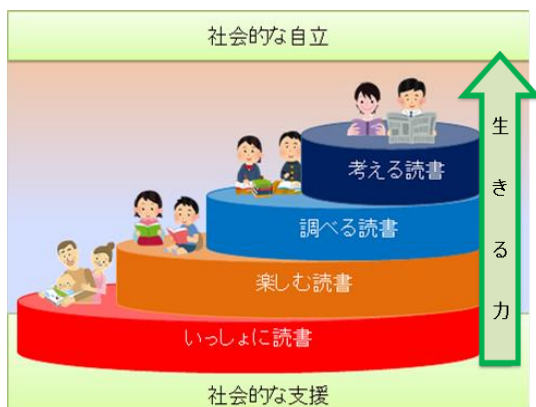 社会的な自立
考える読書
調べる読書
楽しむ読書
いっしょに読書
社会的な支援
生きる力